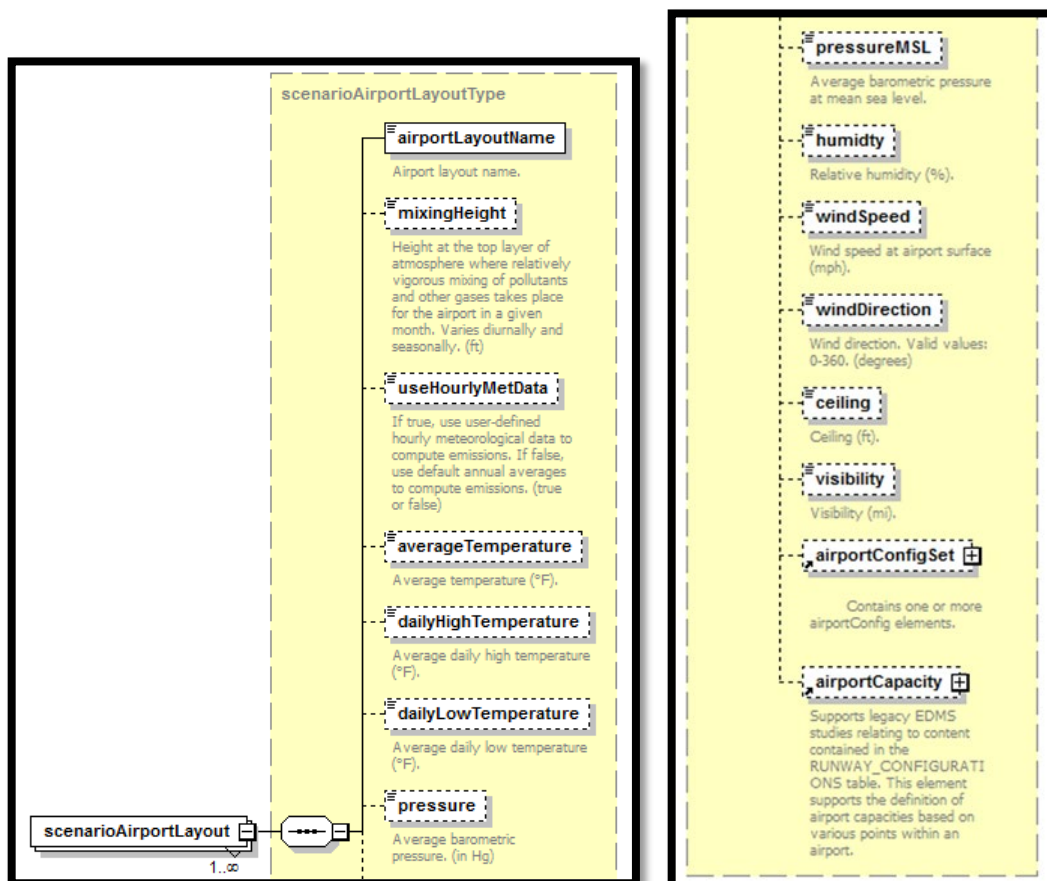 scenarioAirportLayoutType
airportLayoutName
Airport layout name.
mixingHeight
Height at the top layer of
atmosphere where relatively
vigorous mixing of pollutants
and other gases takes place
for the airport in a given
month. Varies diurnally and
seasonally. (ft)
useHourlyMetData
If true, use user-defined
hourly meteorological data to
compute emissions. If false,
use default annual averages
to compute emissions. (true
or false)
averageTemperature
Average temperature (°F).
dailyHighTemperature
Average daily high temperature
(°F).
dailyLowTemperature
Average daily low temperature
(°F).
pressure
Average barometric
pressure. (in Hg)
scenarioAirportLayout
1..∞
pressureMSL
Average barometric pressure
at mean sea level.
humidty
Relative humidity (%).
windSpeed
Wind speed at airport surface
(mph).
windDirection
Wind direction. Valid values:
0-360. (degrees)
ceiling
Ceiling (ft).
visibility
Visibility (mi).
airportConfigSet
Contains one or more
airportConfig elements.
airportCapacity
Supports legacy EDMS
studies relating to content
contained in the
RUNWAY_CONFIGURATI
ONS table. This element
supports the definition of
airport capacities based on
various points within an
airport.